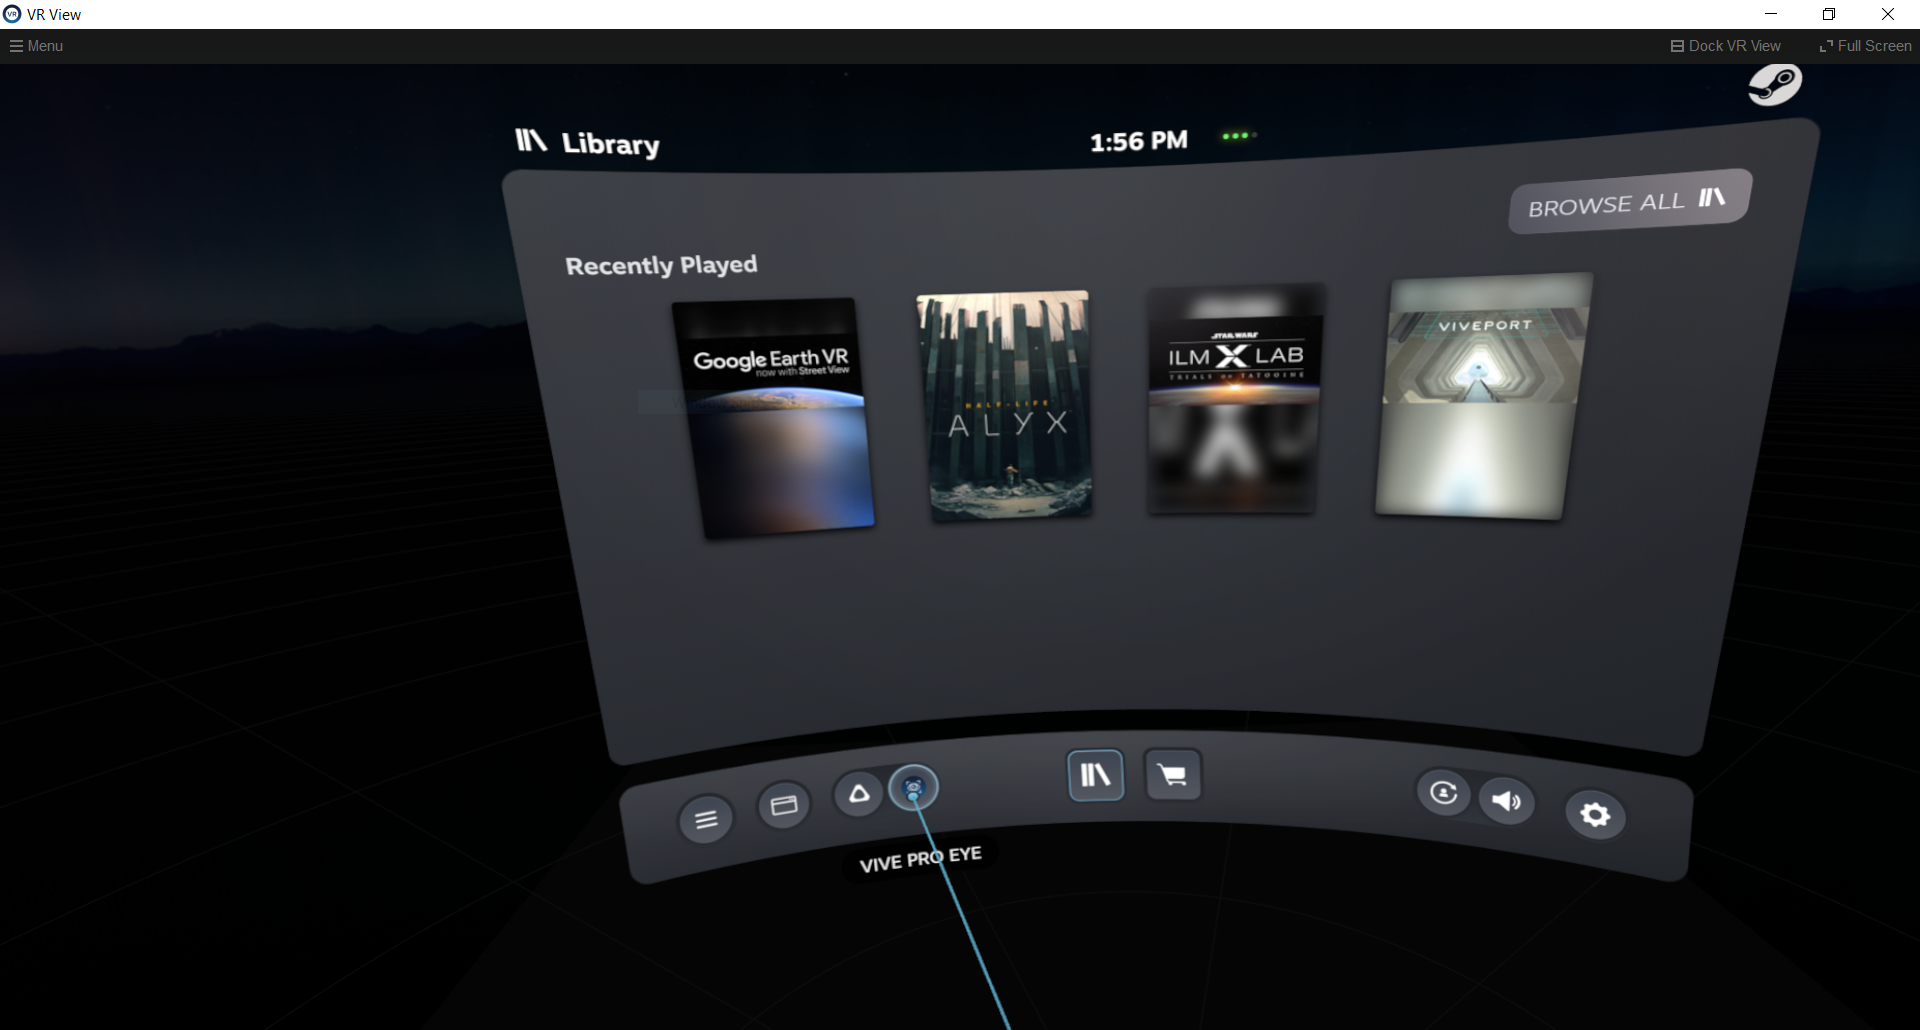 VR View
Menu
Dock VR View
Full Screen
Library
1:56 PM
BROWSE ALL
Recently Played
Google Earth VR
now with Street View
HALF-LIFE
ALYX
STAR WARS
ILM X LAB
TRIALS ON TATOOINE
VIVEPORT
VIVE PRO EYE